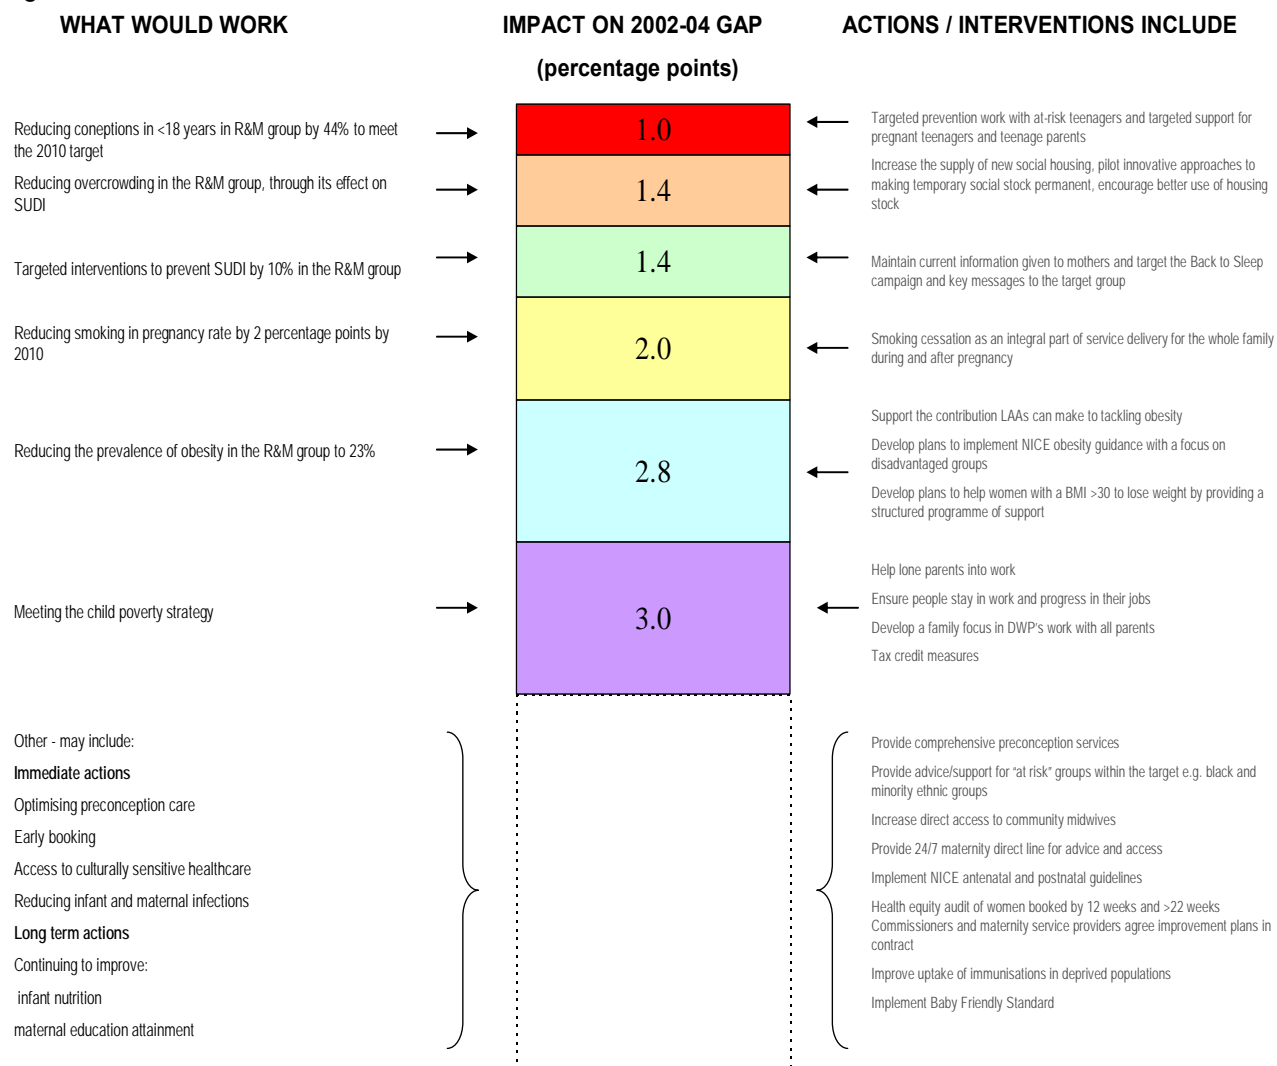 WHAT WOULD WORK
IMPACT ON 2002-04 GAP
(percentage points)
ACTIONS / INTERVENTIONS INCLUDE
Reducing coneptions in <18 years in R&M group by 44% to meet
the 2010 target
1.0
Targeted prevention work with at-risk teenagers and targeted support for
pregnant teenagers and teenage parents
Reducing overcrowding in the R&M group, through its effect on
SUDI
1.4
Increase the supply of new social housing, pilot innovative approaches to
making temporary social stock permanent, encourage better use of housing
stock
Targeted interventions to prevent SUDI by 10% in the R&M group
1.4
Maintain current information given to mothers and target the Back to Sleep
campaign and key messages to the target group
Reducing smoking in pregnancy rate by 2 percentage points by
2010
2.0
Smoking cessation as an integral part of service delivery for the whole family
during and after pregnancy
Reducing the prevalence of obesity in the R&M group to 23%
2.8
Support the contribution LAAs can make to tackling obesity
Develop plans to implement NICE obesity guidance with a focus on
disadvantaged groups
Develop plans to help women with a BMI >30 to lose weight by providing a
structured programme of support
Meeting the child poverty strategy
3.0
Help lone parents into work
Ensure people stay in work and progress in their jobs
Develop a family focus in DWP's work with all parents
Tax credit measures
Other - may include:
Immediate actions
Optimising preconception care
Early booking
Access to culturally sensitive healthcare
Reducing infant and maternal infections
Long term actions
Continuing to improve:
infant nutrition
maternal education attainment
Provide comprehensive preconception services
Provide advice/support for "at risk" groups within the target e.g. black and
minority ethnic groups
Increase direct access to community midwives
Provide 24/7 maternity direct line for advice and access
Implement NICE antenatal and postnatal guidelines
Health equity audit of women booked by 12 weeks and >22 weeks
Commissioners and maternity service providers agree improvement plans in
contract
Improve uptake of immunisations in deprived populations
Implement Baby Friendly Standard